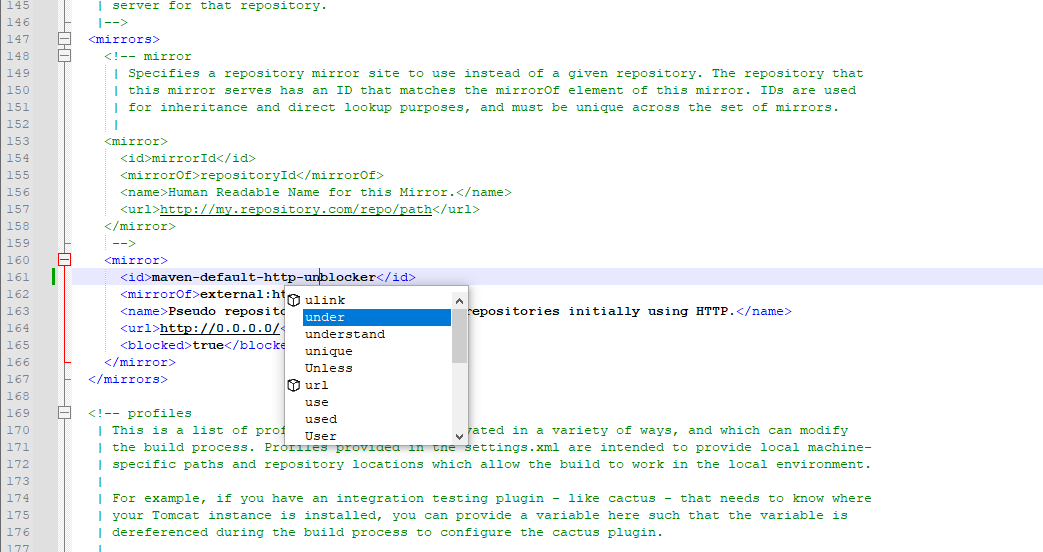 145 | server for that repository.
146 |-->
147 <mirrors>
148 <!-- mirror
149 | Specifies a repository mirror site to use instead of a given repository. The repository that
150 | this mirror serves has an ID that matches the mirrorOf element of this mirror. IDs are used
151 | for inheritance and direct lookup purposes, and must be unique across the set of mirrors.
152 |
153 <mirror>
154 <id>mirrorId</id>
155 <mirrorOf>repositoryId</mirrorOf>
156 <name>Human Readable Name for this Mirror.</name>
157 <url>http://my.repository.com/repo/path</url>
158 </mirror>
159 -->
160 <mirror>
161 <id>maven-default-http-unblocker</id>
162 <mirrorOf>external:ht
163 <name>Pseudo reposito repositories initially using HTTP.</name>
164 <url>http://0.0.0.0/<
165 <blocked>true</blocke
166 </mirror>
167 </mirrors>
168
169 <!-- profiles
170 | This is a list of prof vated in a variety of ways, and which can modify
171 | the build process. Profiles provided in the settings.xml are intended to provide local machine-
172 | specific paths and repository locations which allow the build to work in the local environment.
173 |
174 | For example, if you have an integration testing plugin - like cactus - that needs to know where
175 | your Tomcat instance is installed, you can provide a variable here such that the variable is
176 | dereferenced during the build process to configure the cactus plugin.
177 |
ulink
under
understand
unique
Unless
url
use
used
User